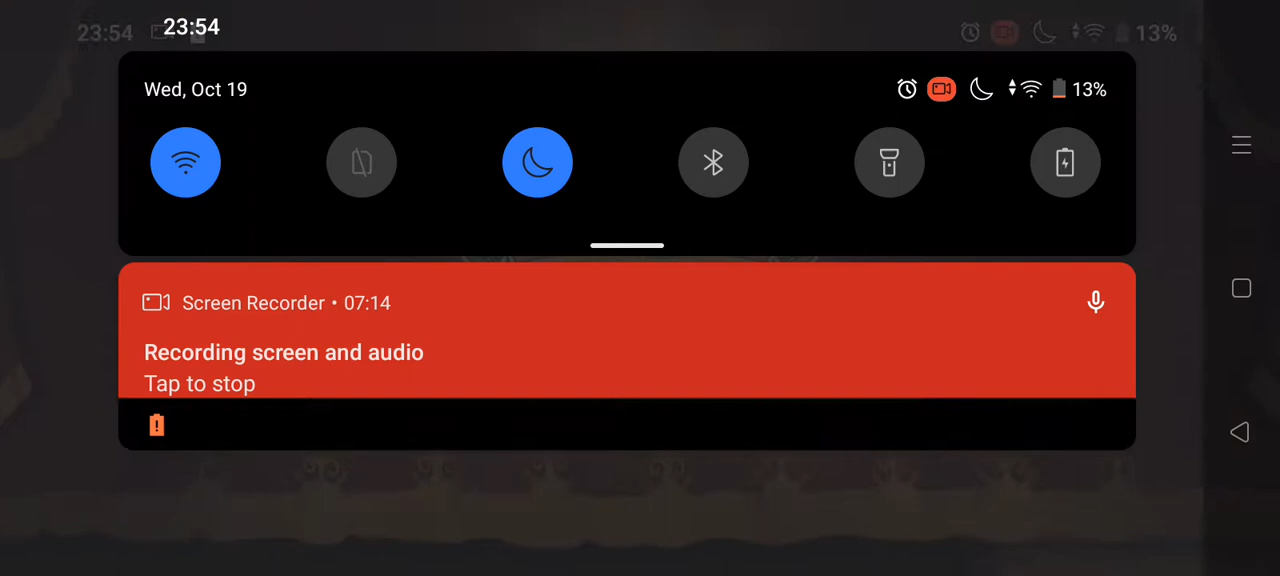 23:54
23:54
13%
Wed, Oct 19
13%
Screen Recorder • 07:14
Recording screen and audio
Tap to stop